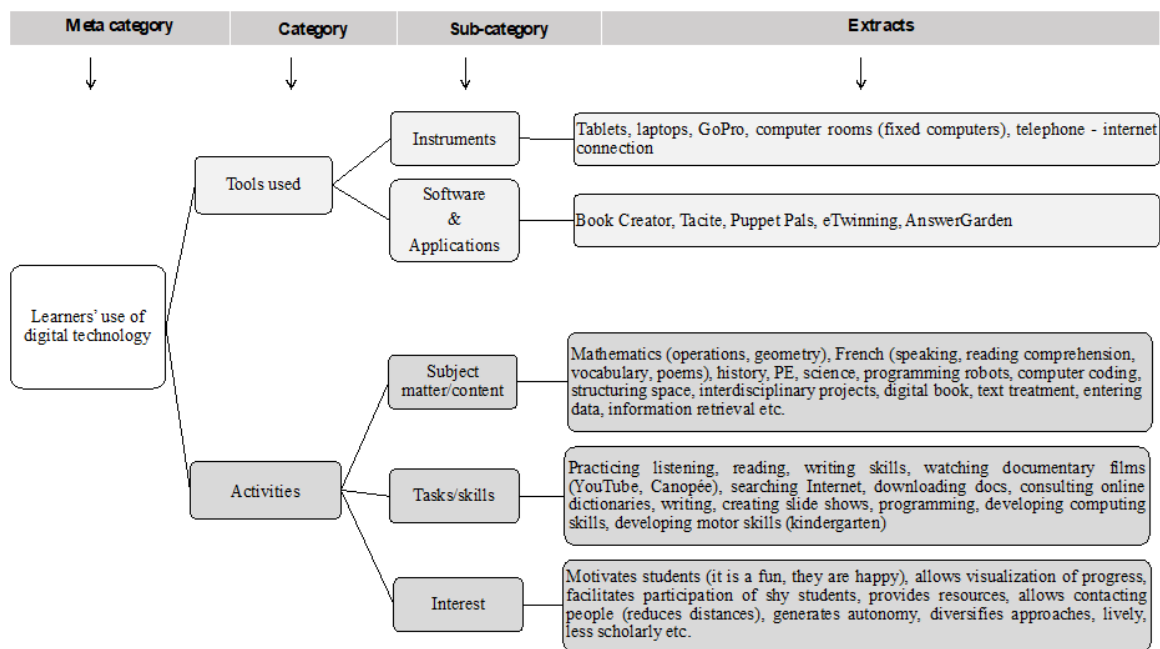 Meta category
Category
Sub-category
Extracts
Instruments
Tablets, laptops, GoPro, computer rooms (fixed computers), telephone - internet
connection
Tools used
Software
&
Applications
Book Creator, Tacite, Puppet Pals, eTwinning, AnswerGarden
Learners' use of
digital technology
Subject
matter/content
Mathematics (operations, geometry), French (speaking, reading comprehension,
vocabulary, poems), history, PE, science, programming robots, computer coding,
structuring space, interdisciplinary projects, digital book, text treatment, entering
data, information retrieval etc.
Activities
Tasks/skills
Practicing listening, reading, writing skills, watching documentary films
(YouTube, Canopée), searching Internet, downloading docs, consulting online
dictionaries, writing, creating slide shows, programming, developing computing
skills, developing motor skills (kindergarten)
Interest
Motivates students (it is a fun, they are happy), allows visualization of progress,
facilitates participation of shy students, provides resources, allows contacting
people (reduces distances), generates autonomy, diversifies approaches, lively,
less scholarly etc.